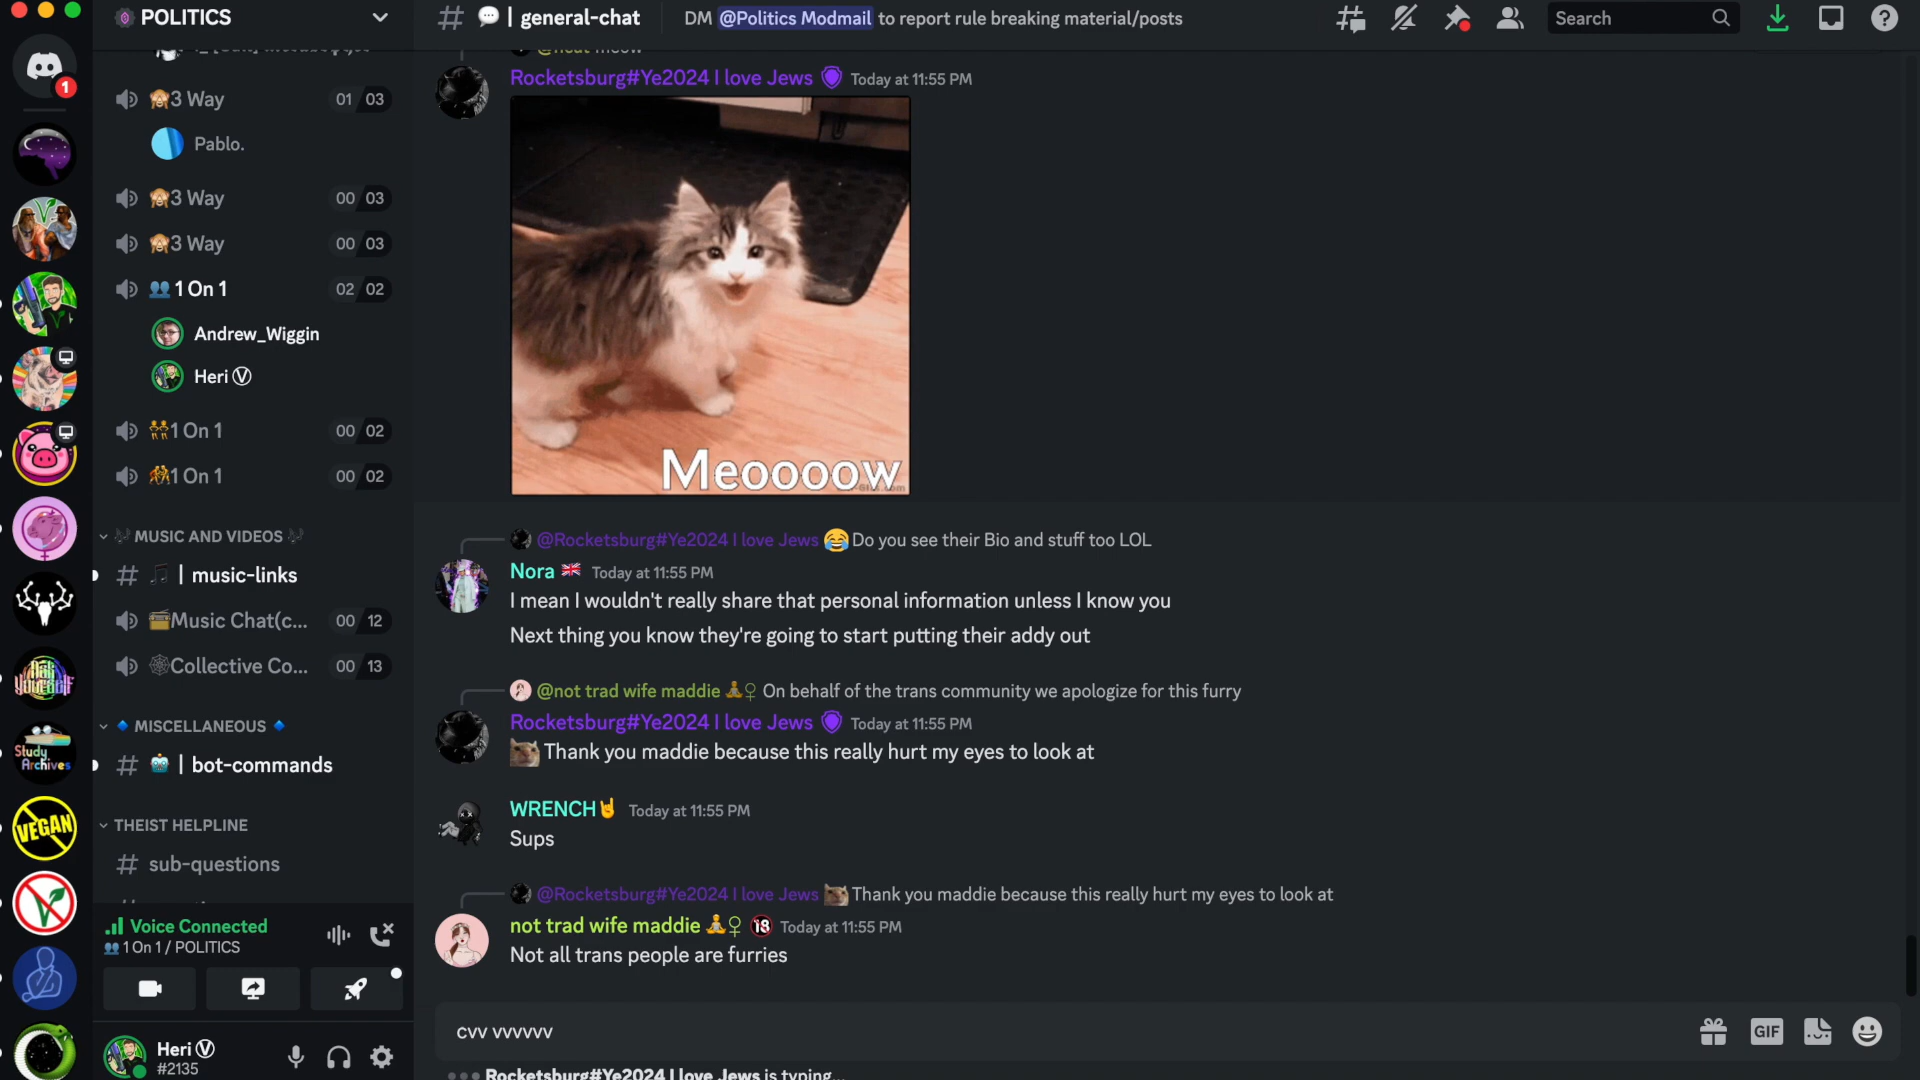 POLITICS
3 Way 01 03
Pablo.
3 Way 00 03
3 Way 00 03
1 On 1 02 02
Andrew_Wiggin
Heri Ⓥ
1 On 1 00 02
1 On 1 00 02
MUSIC AND VIDEOS
| music-links
Music Chat(c... 00 12
Collective Co... 00 13
MISCELLANEOUS
| bot-commands
THEIST HELPLINE
sub-questions
Voice Connected
1 On 1 / POLITICS
Heri Ⓥ
#2135
1
Ask Yourself
Study Archives
VEGAN
| general-chat
DM @Politics Modmail to report rule breaking material/posts
Search
Rocketsburg#Ye2024 I love Jews Today at 11:55 PM
Meoooow
@Rocketsburg#Ye2024 I love Jews 😂 Do you see their Bio and stuff too LOL
Nora 🇬🇧 Today at 11:55 PM
I mean I wouldn't really share that personal information unless I know you
Next thing you know they're going to start putting their addy out
@not trad wife maddie 🧘♀ On behalf of the trans community we apologize for this furry
Rocketsburg#Ye2024 I love Jews Today at 11:55 PM
Thank you maddie because this really hurt my eyes to look at
WRENCH🤘 Today at 11:55 PM
Sups
@Rocketsburg#Ye2024 I love Jews Thank you maddie because this really hurt my eyes to look at
not trad wife maddie 🧘♀ 🔞 Today at 11:55 PM
Not all trans people are furries
cvv vvvvvv
GIF
Rocketsburg#Ye2024 I love Jews is typing...